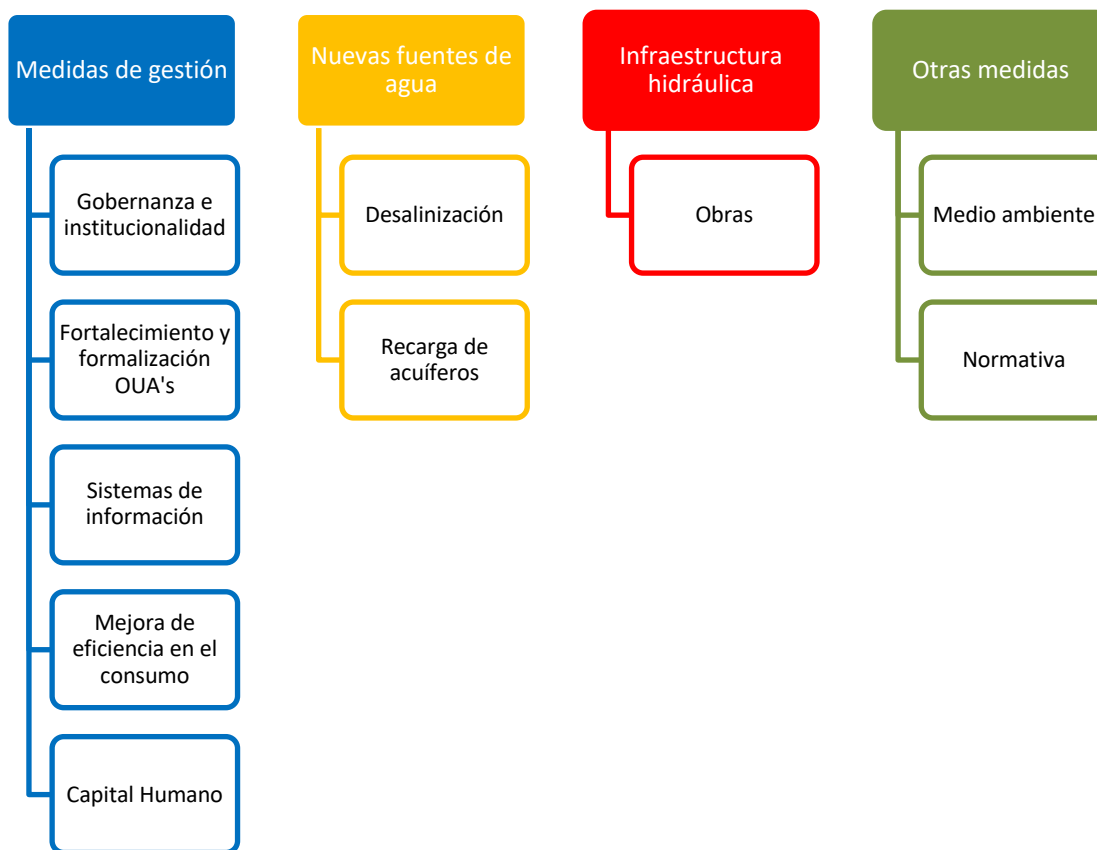 Medidas de gestión
Gobernanza e
institucionalidad
Fortalecimiento y
formalización
OUA's
Sistemas de
información
Mejora de
eficiencia en el
consumo
Capital Humano
Nuevas fuentes de
agua
Desalinización
Recarga de
acuíferos
Infraestructura
hidráulica
Obras
Otras medidas
Medio ambiente
Normativa